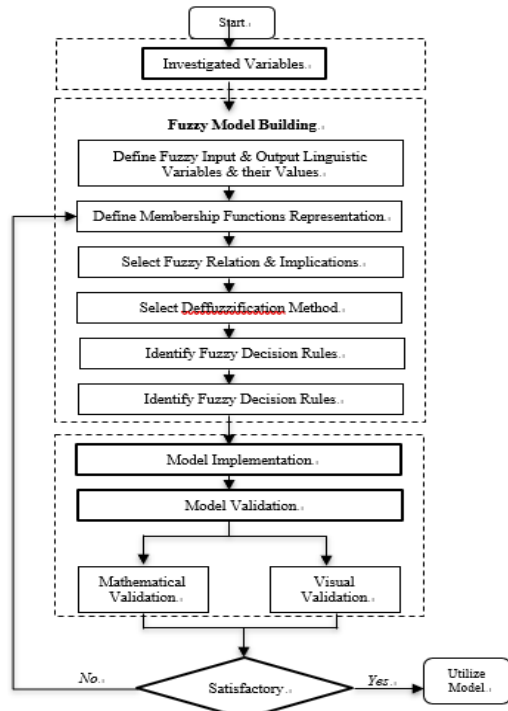 Start
Investigated Variables
Fuzzy Model Building
Define Fuzzy Input & Output Linguistic
Variables & their Values
Define Membership Functions Representation
Select Fuzzy Relation & Implications
Select Deffuzzification Method
Identify Fuzzy Decision Rules
Identify Fuzzy Decision Rules
Model Implementation
Model Validation
Mathematical
Validation
Visual
Validation
No
Satisfactory
Yes
Utilize
Model